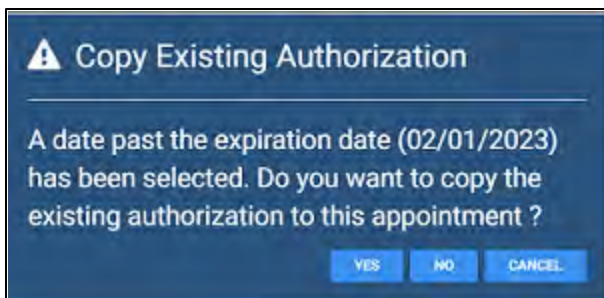 Copy Existing Authorization
A date past the expiration date (02/01/2023)
has been selected. Do you want to copy the
existing authorization to this appointment ?
YES NO CANCEL